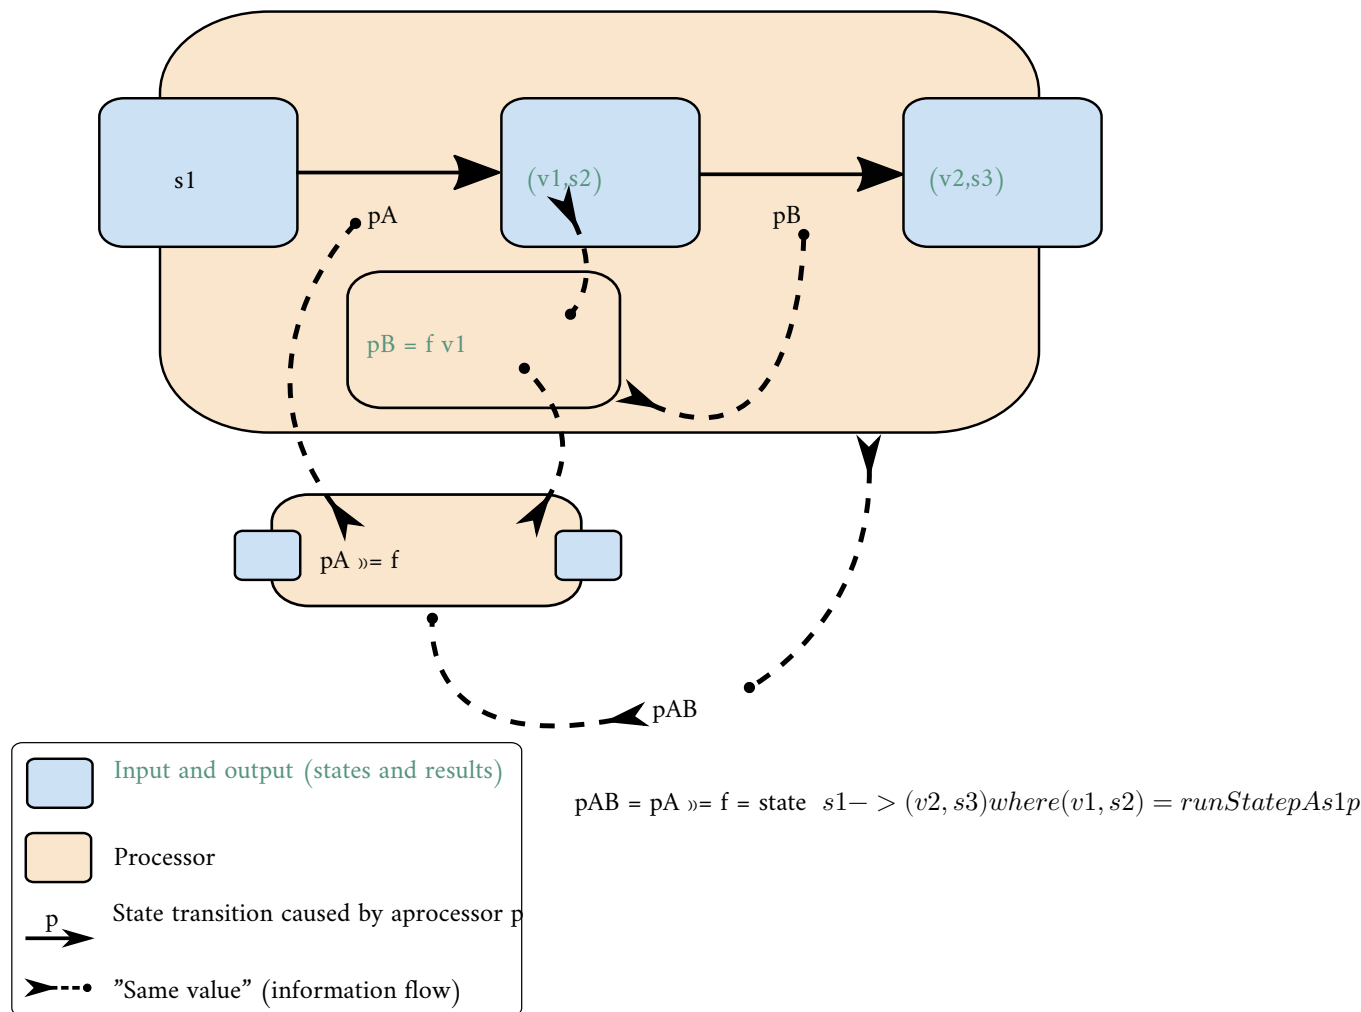 s1
(v1,s2)
(v2,s3)
pA
pB
pB = f v1
pA »= f
pAB
Input and output (states and results)
pAB = pA »= f = state s1− > (v2, s3)where(v1, s2) = runStatepAs1p
Processor
p
State transition caused by aprocessor p
”Same value” (information flow)